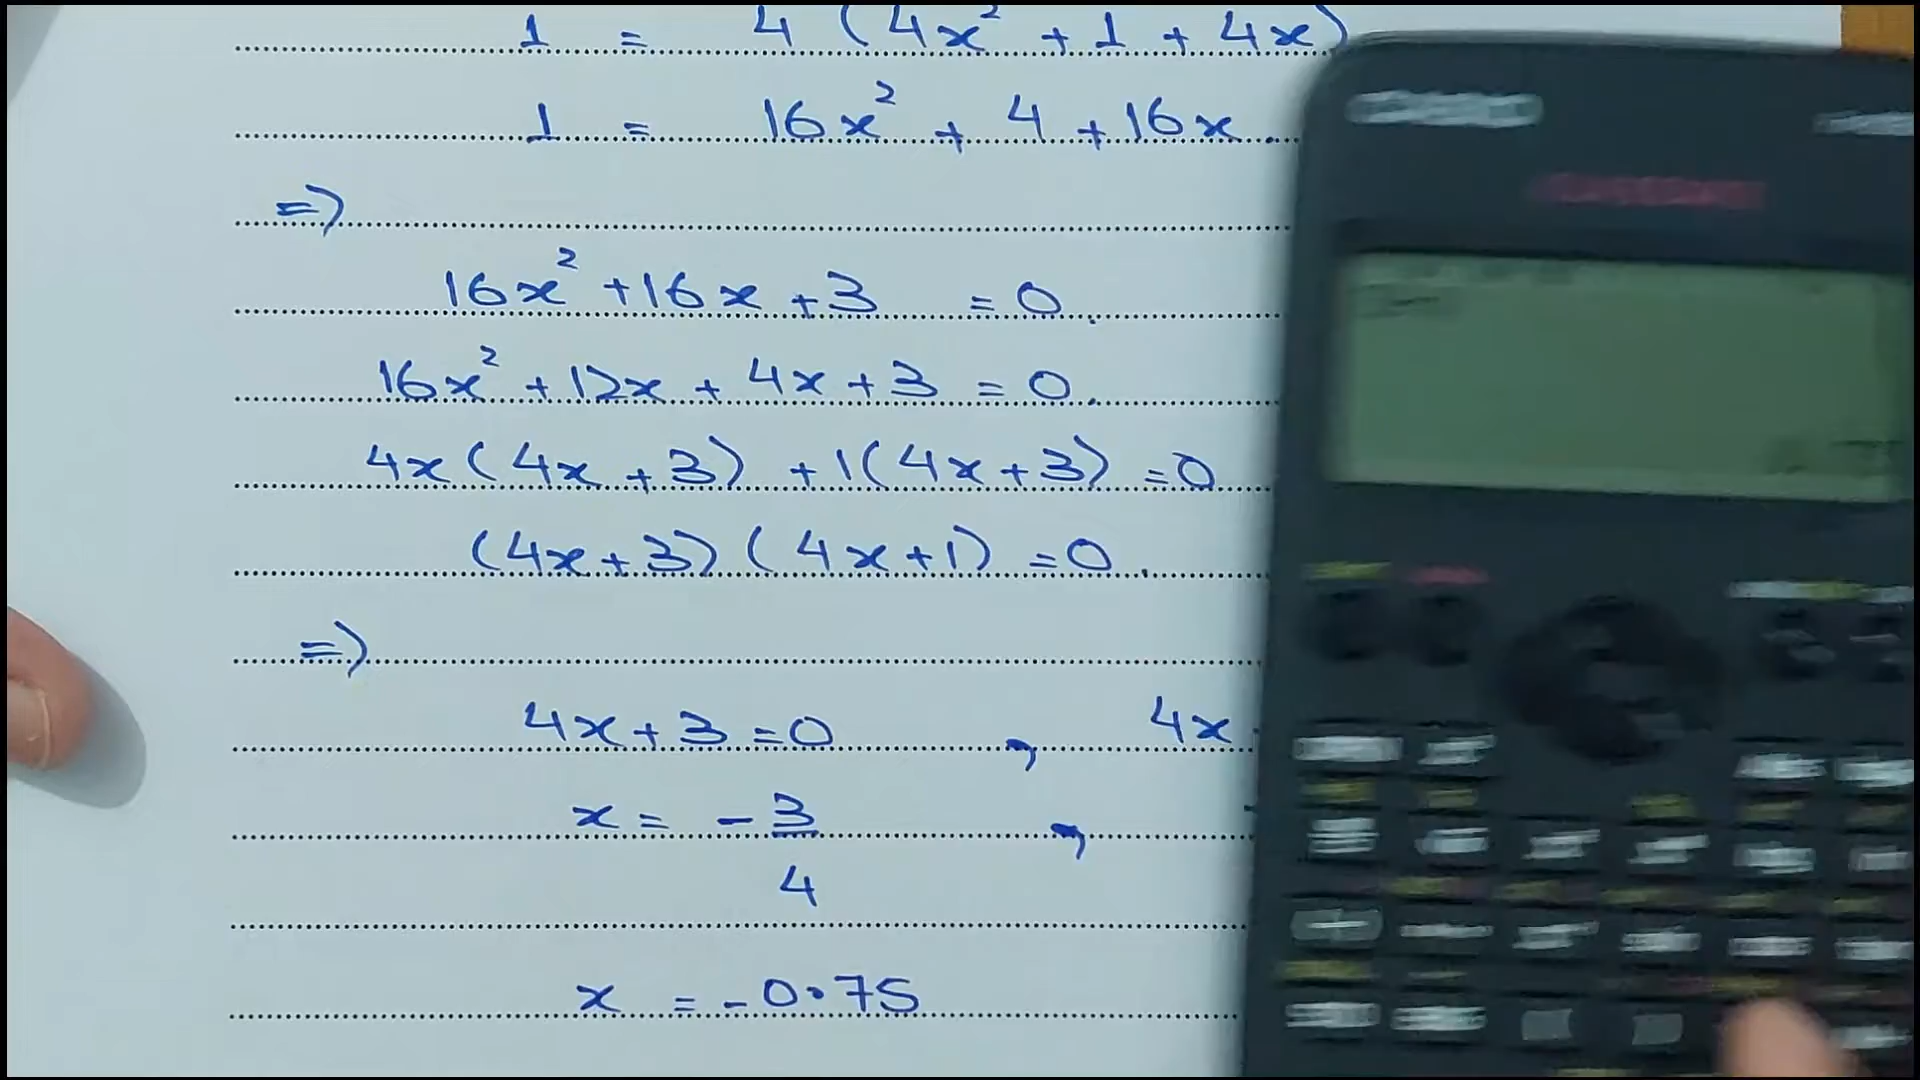 1 = 4 (4x² + 1 + 4x)
1 = 16x² + 4 + 16x
=>
16x² + 16x + 3 = 0.
16x² + 12x + 4x + 3 = 0.
4x (4x + 3) + 1(4x + 3) = 0
(4x + 3) (4x + 1) = 0.
=>
4x + 3 = 0 , 4x
x = - 3/4 ,
x = - 0.75